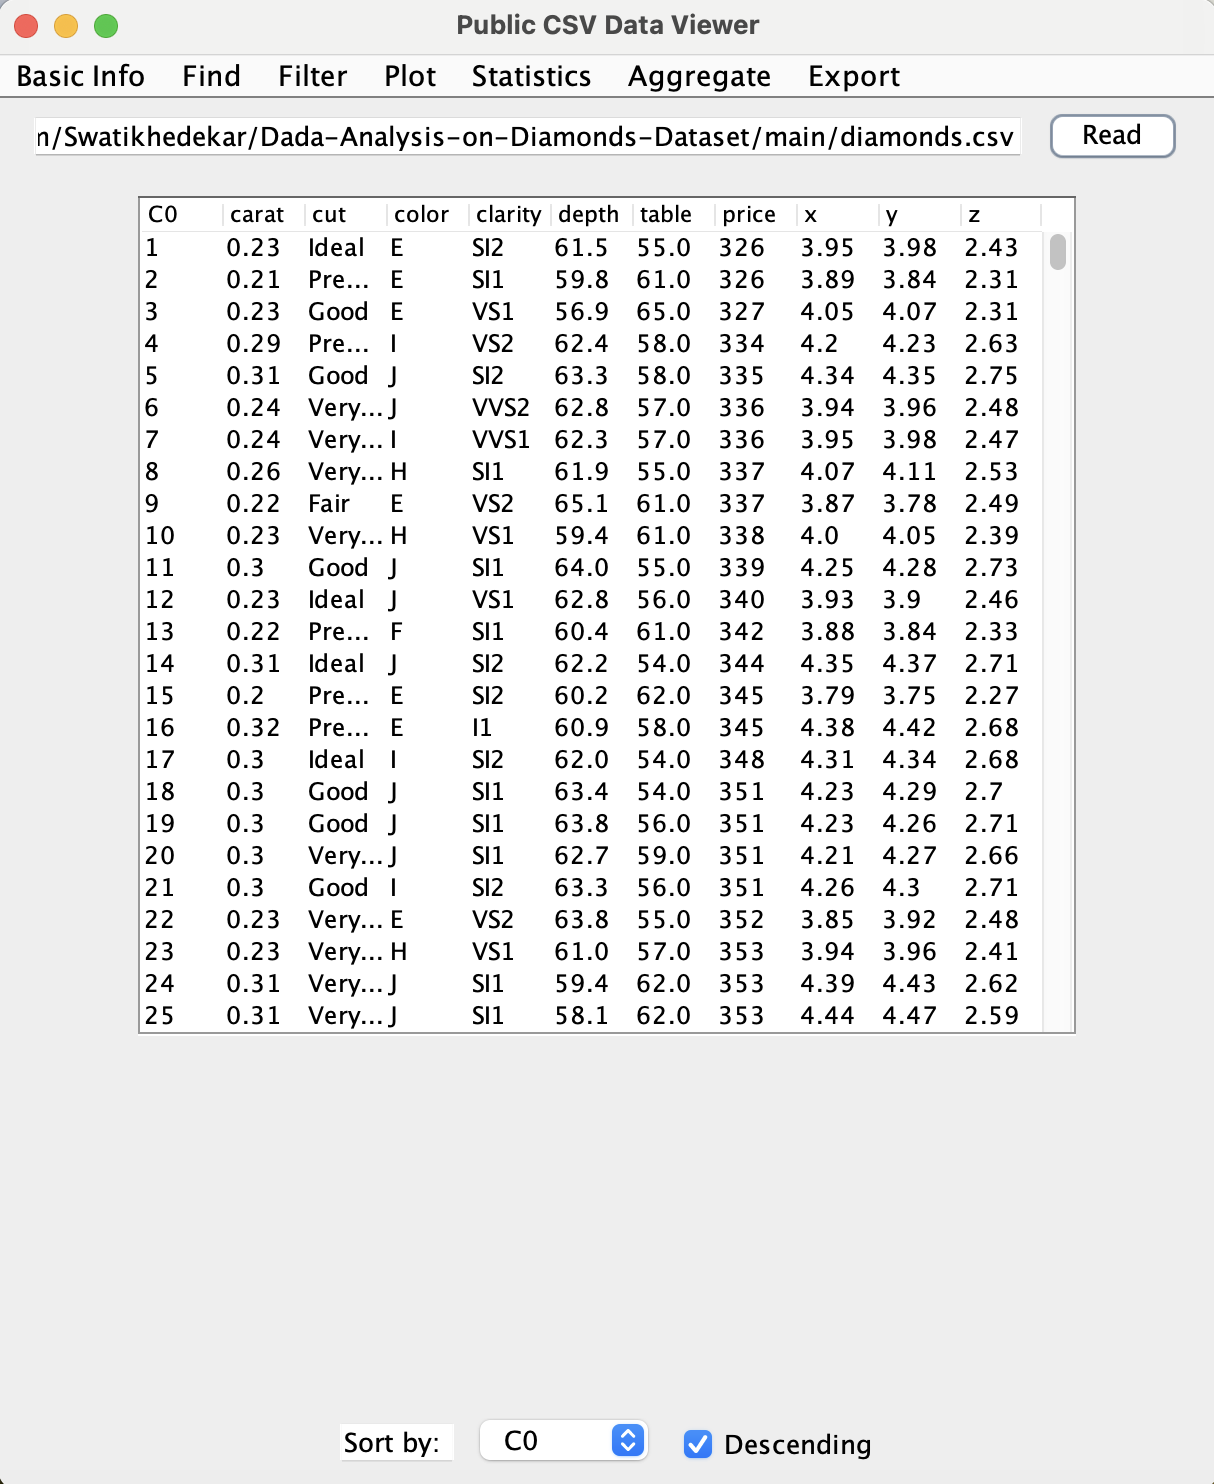 Public CSV Data Viewer
Basic Info Find Filter Plot Statistics Aggregate Export
n/Swatikhedekar/Dada-Analysis-on-Diamonds-Dataset/main/diamonds.csv Read
C0 carat cut color clarity depth table price x y z
1 0.23 Ideal E SI2 61.5 55.0 326 3.95 3.98 2.43
2 0.21 Pre... E SI1 59.8 61.0 326 3.89 3.84 2.31
3 0.23 Good E VS1 56.9 65.0 327 4.05 4.07 2.31
4 0.29 Pre... I VS2 62.4 58.0 334 4.2 4.23 2.63
5 0.31 Good J SI2 63.3 58.0 335 4.34 4.35 2.75
6 0.24 Very... J VVS2 62.8 57.0 336 3.94 3.96 2.48
7 0.24 Very... I VVS1 62.3 57.0 336 3.95 3.98 2.47
8 0.26 Very... H SI1 61.9 55.0 337 4.07 4.11 2.53
9 0.22 Fair E VS2 65.1 61.0 337 3.87 3.78 2.49
10 0.23 Very... H VS1 59.4 61.0 338 4.0 4.05 2.39
11 0.3 Good J SI1 64.0 55.0 339 4.25 4.28 2.73
12 0.23 Ideal J VS1 62.8 56.0 340 3.93 3.9 2.46
13 0.22 Pre... F SI1 60.4 61.0 342 3.88 3.84 2.33
14 0.31 Ideal J SI2 62.2 54.0 344 4.35 4.37 2.71
15 0.2 Pre... E SI2 60.2 62.0 345 3.79 3.75 2.27
16 0.32 Pre... E I1 60.9 58.0 345 4.38 4.42 2.68
17 0.3 Ideal I SI2 62.0 54.0 348 4.31 4.34 2.68
18 0.3 Good J SI1 63.4 54.0 351 4.23 4.29 2.7
19 0.3 Good J SI1 63.8 56.0 351 4.23 4.26 2.71
20 0.3 Very... J SI1 62.7 59.0 351 4.21 4.27 2.66
21 0.3 Good I SI2 63.3 56.0 351 4.26 4.3 2.71
22 0.23 Very... E VS2 63.8 55.0 352 3.85 3.92 2.48
23 0.23 Very... H VS1 61.0 57.0 353 3.94 3.96 2.41
24 0.31 Very... J SI1 59.4 62.0 353 4.39 4.43 2.62
25 0.31 Very... J SI1 58.1 62.0 353 4.44 4.47 2.59
Sort by: C0 Descending